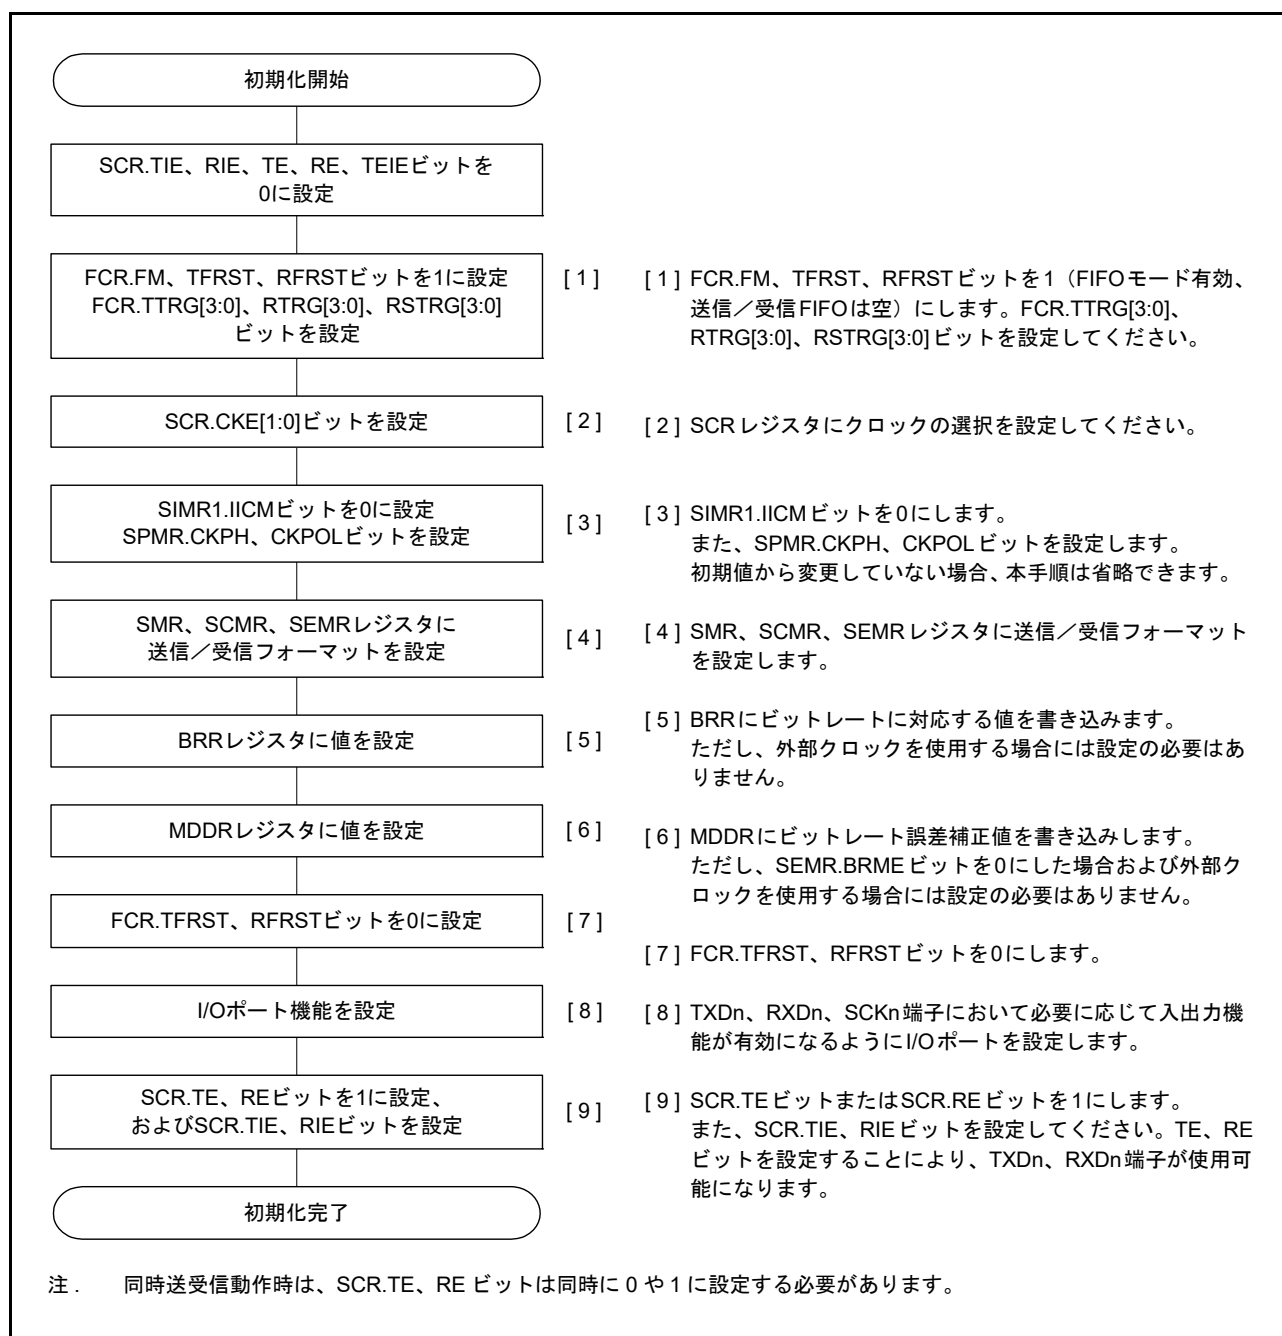 初期化開始
SCR.TIE、RIE、TE、RE、TEIEビットを
0に設定
FCR.FM、TFRST、RFRSTビットを1に設定
FCR.TTRG[3:0]、RTRG[3:0]、RSTRG[3:0]
ビットを設定
[ 1 ]
[ 1 ] FCR.FM、TFRST、RFRSTビットを1（FIFOモード有効、
送信／受信FIFOは空）にします。FCR.TTRG[3:0]、
RTRG[3:0]、RSTRG[3:0]ビットを設定してください。
SCR.CKE[1:0]ビットを設定
[ 2 ]
[ 2 ] SCRレジスタにクロックの選択を設定してください。
SIMR1.IICMビットを0に設定
SPMR.CKPH、CKPOLビットを設定
[ 3 ]
[ 3 ] SIMR1.IICMビットを0にします。
また、SPMR.CKPH、CKPOLビットを設定します。
初期値から変更していない場合、本手順は省略できます。
SMR、SCMR、SEMRレジスタに
送信／受信フォーマットを設定
[ 4 ]
[ 4 ] SMR、SCMR、SEMRレジスタに送信／受信フォーマット
を設定します。
BRRレジスタに値を設定
[ 5 ]
[ 5 ] BRRにビットレートに対応する値を書き込みます。
ただし、外部クロックを使用する場合には設定の必要はあ
りません。
MDDRレジスタに値を設定
[ 6 ]
[ 6 ] MDDRにビットレート誤差補正値を書き込みします。
ただし、SEMR.BRMEビットを0にした場合および外部ク
ロックを使用する場合には設定の必要はありません。
FCR.TFRST、RFRSTビットを0に設定
[ 7 ]
[ 7 ] FCR.TFRST、RFRSTビットを0にします。
I/Oポート機能を設定
[ 8 ]
[ 8 ] TXDn、RXDn、SCKn端子において必要に応じて入出力機
能が有効になるようにI/Oポートを設定します。
SCR.TE、REビットを1に設定、
およびSCR.TIE、RIEビットを設定
[ 9 ]
[ 9 ] SCR.TEビットまたはSCR.REビットを1にします。
また、SCR.TIE、RIEビットを設定してください。TE、RE
ビットを設定することにより、TXDn、RXDn端子が使用可
能になります。
初期化完了
注 . 同時送受信動作時は、SCR.TE、RE ビットは同時に 0 や 1 に設定する必要があります。